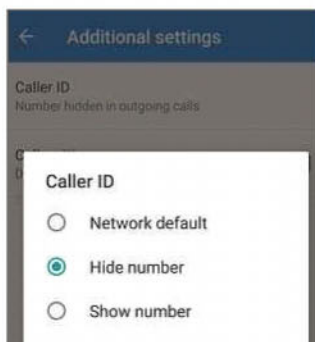 Additional settings
Caller ID
Number hidden in outgoing calls
Caller ID
Network default
Hide number
Show number